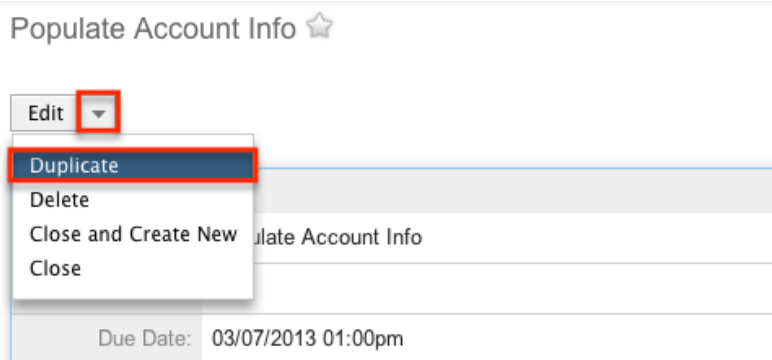 Populate Account Info
Edit
Duplicate
Delete
Close and Create New
ulate Account Info
Close
Due Date: 03/07/2013 01:00pm